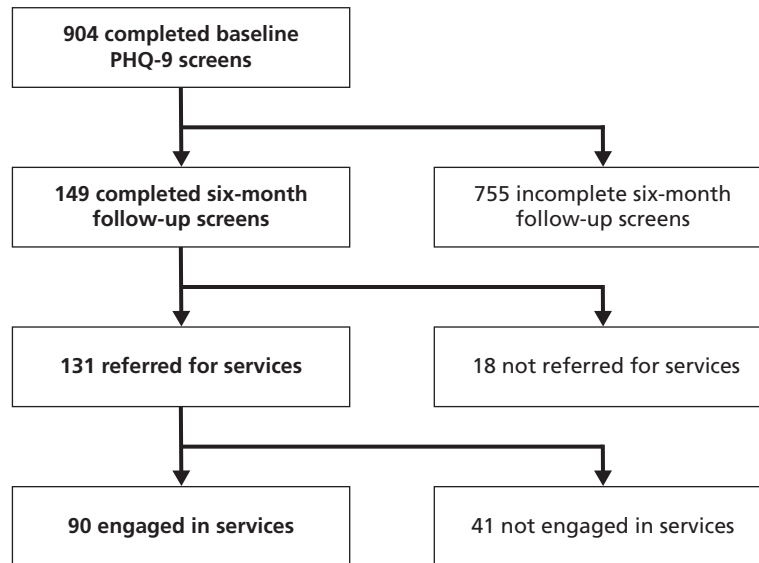 904 completed baseline
PHQ-9 screens
149 completed six-month
follow-up screens
755 incomplete six-month
follow-up screens
131 referred for services
18 not referred for services
90 engaged in services
41 not engaged in services